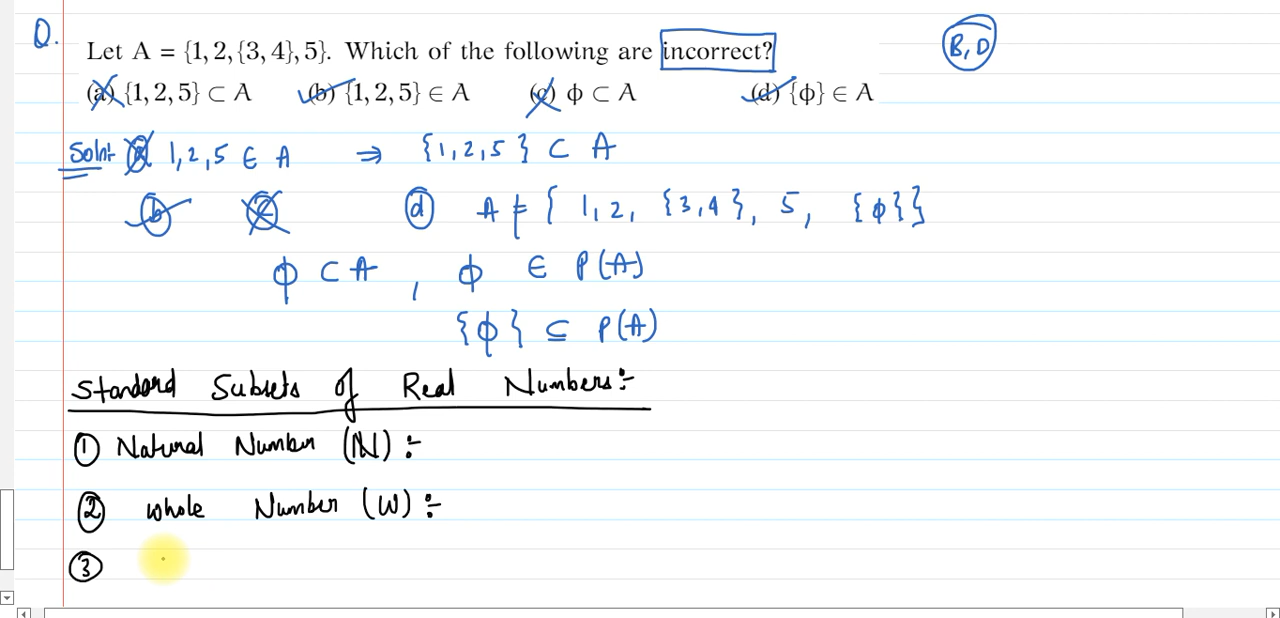 Q. Let A = {1, 2, {3, 4}, 5}. Which of the following are incorrect? B, D
(a) {1, 2, 5} ⊂ A (b) {1, 2, 5} ∈ A (c) ϕ ⊂ A (d) {ϕ} ∈ A
Soln:- (a) 1, 2, 5 ∈ A ⇒ {1, 2, 5} ⊂ A
(b) (c) (d) A ≠ { 1, 2, {3, 4}, 5, {ϕ}}
ϕ ⊂ A , ϕ ∈ P(A)
{ϕ} ⊆ P(A)
Standard Subsets of Real Numbers:-
① Natural Number (ℕ) :-
② Whole Number (W) :-
③